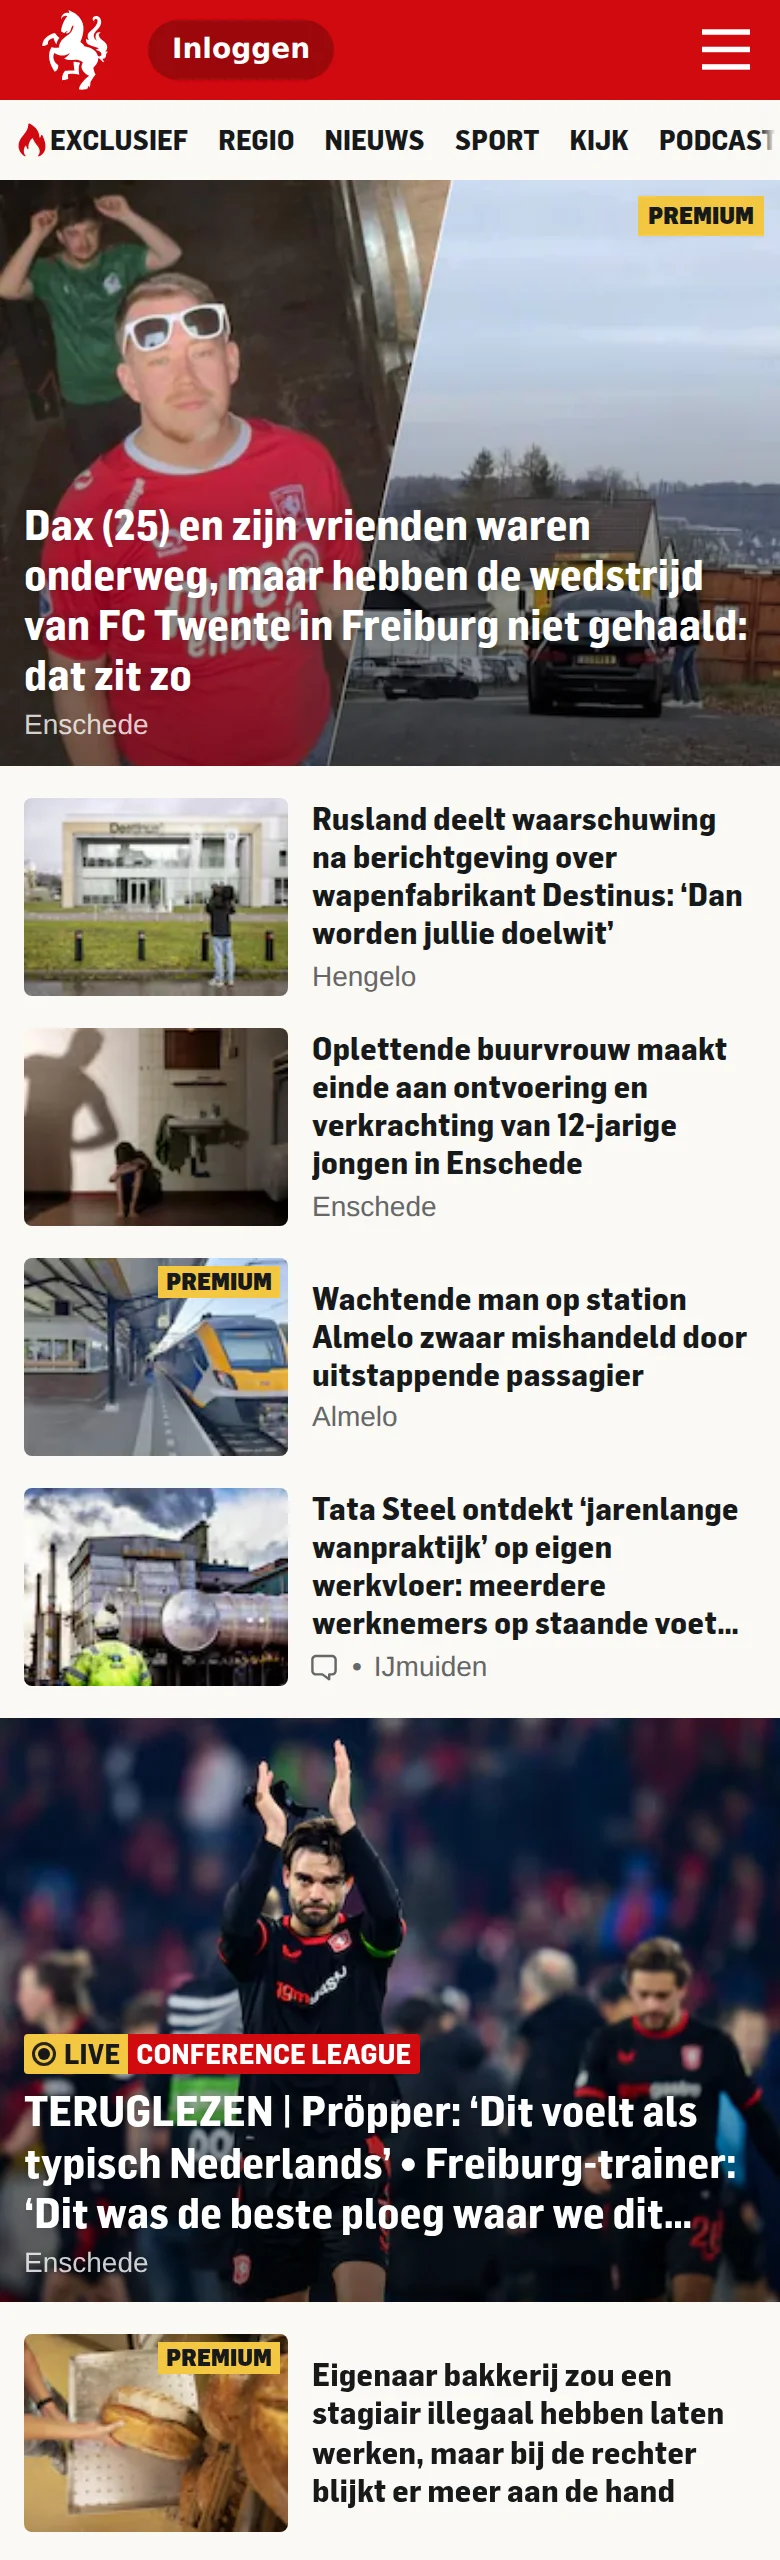 Inloggen
EXCLUSIEF REGIO NIEUWS SPORT KIJK PODCAST
PREMIUM
Dax (25) en zijn vrienden waren
onderweg, maar hebben de wedstrijd
van FC Twente in Freiburg niet gehaald:
dat zit zo
Enschede
Destinus
Rusland deelt waarschuwing
na berichtgeving over
wapenfabrikant Destinus: ‘Dan
worden jullie doelwit’
Hengelo
Oplettende buurvrouw maakt
einde aan ontvoering en
verkrachting van 12-jarige
jongen in Enschede
Enschede
PREMIUM
Wachtende man op station
Almelo zwaar mishandeld door
uitstappende passagier
Almelo
Tata Steel ontdekt ‘jarenlange
wanpraktijk’ op eigen
werkvloer: meerdere
werknemers op staande voet...
• IJmuiden
LIVE CONFERENCE LEAGUE
TERUGLEZEN | Pröpper: ‘Dit voelt als
typisch Nederlands’ • Freiburg-trainer:
‘Dit was de beste ploeg waar we dit...
Enschede
PREMIUM
Eigenaar bakkerij zou een
stagiair illegaal hebben laten
werken, maar bij de rechter
blijkt er meer aan de hand